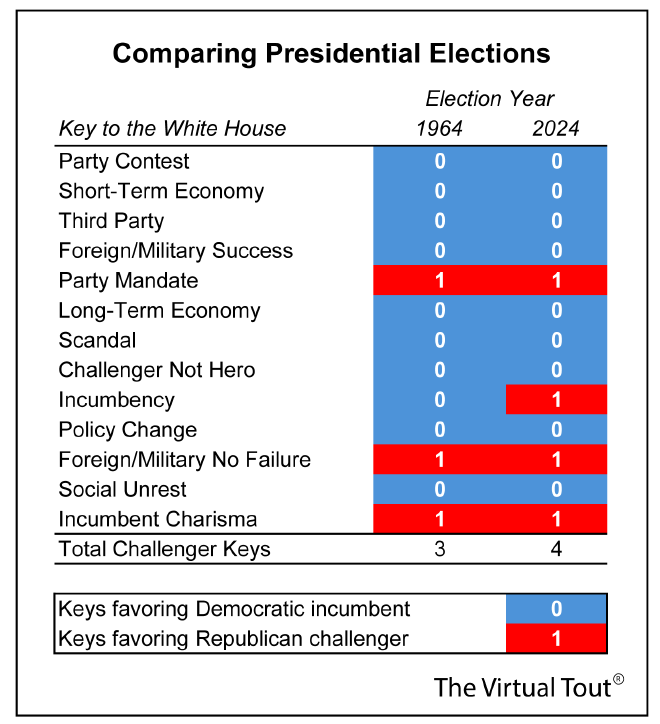 Comparing Presidential Elections
Election Year
Key to the White House 1964 2024
Party Contest 0 0
Short-Term Economy 0 0
Third Party 0 0
Foreign/Military Success 0 0
Party Mandate 1 1
Long-Term Economy 0 0
Scandal 0 0
Challenger Not Hero 0 0
Incumbency 0 1
Policy Change 0 0
Foreign/Military No Failure 1 1
Social Unrest 0 0
Incumbent Charisma 1 1
Total Challenger Keys 3 4
Keys favoring Democratic incumbent 0
Keys favoring Republican challenger 1
The Virtual Tout®